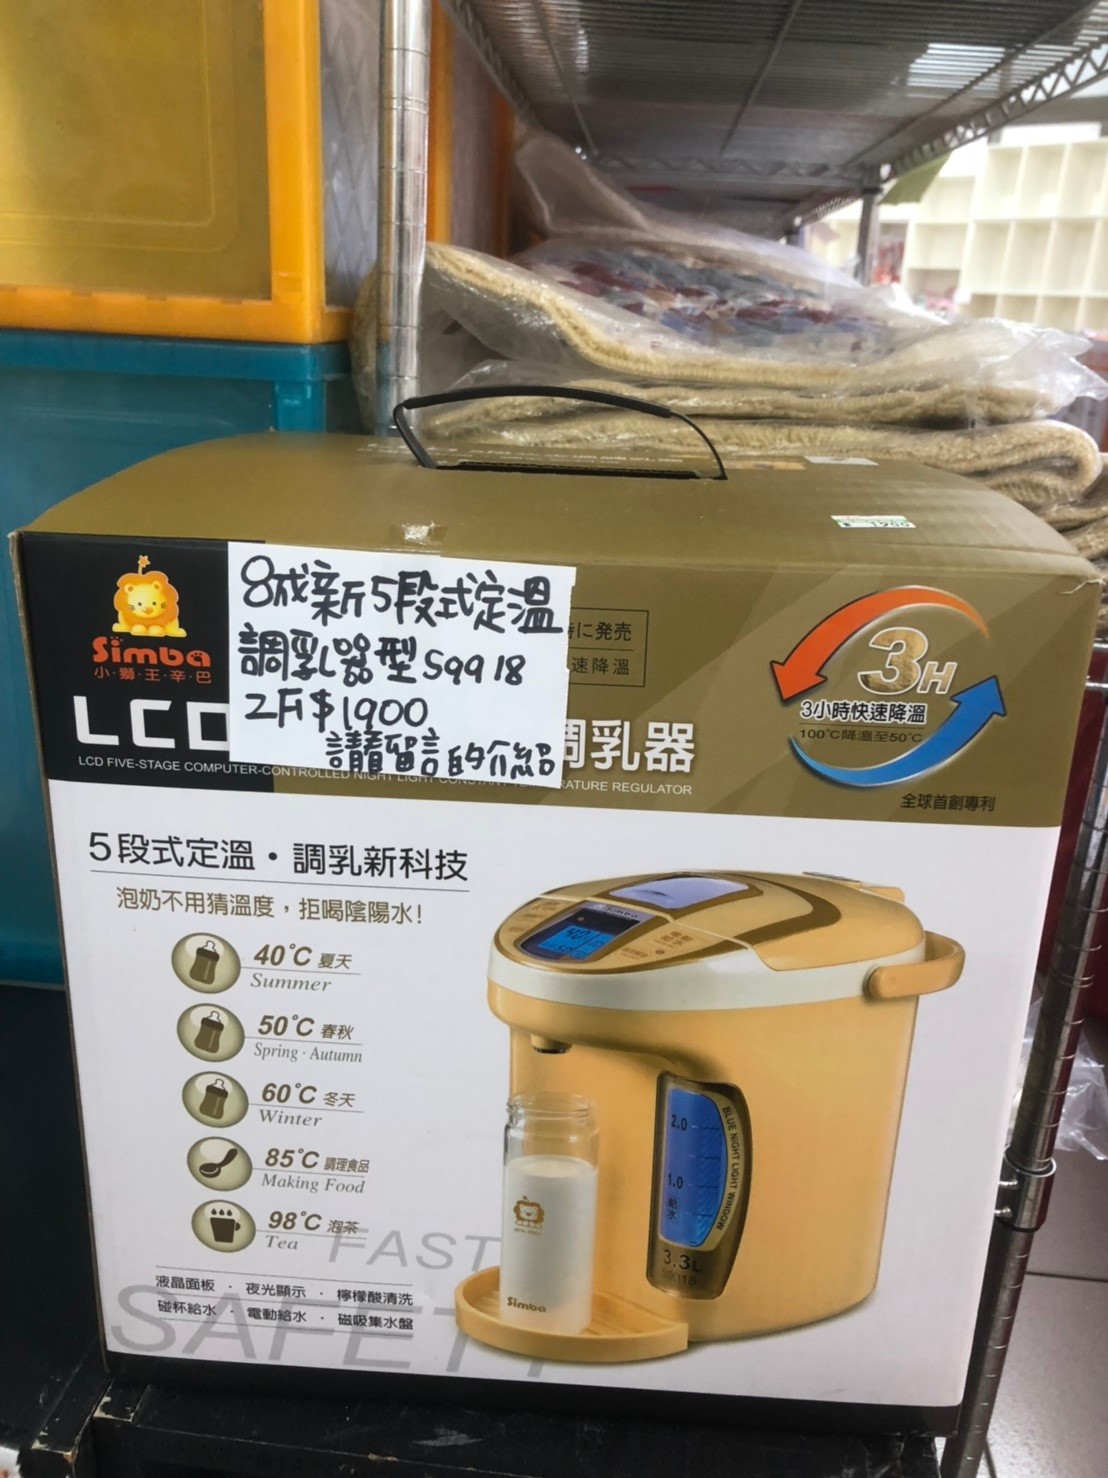 8成新5段式定溫
調乳器型S9918
2斤$1900
請留言的介紹
Simba
小·獅·王·辛·巴
LCD
特に発売
速降溫
調乳器
LCD FIVE-STAGE COMPUTER-CONTROLLED NIGHT LIGHT CONSTANT TEMPERATURE REGULATOR
3H
3小時快速降溫
100°C降溫至50°C
全球首創專利
5段式定溫·調乳新科技
泡奶不用猜溫度，拒喝陰陽水!
40°C 夏天
Summer
50°C 春秋
Spring · Autumn
60°C 冬天
Winter
85°C 調理食品
Making Food
98°C 泡茶
Tea
FAST
SAFETY
液晶面板 · 夜光顯示 · 檸檬酸清洗
碰杯給水 · 電動給水 · 磁吸集水盤
Simba
2.0
1.0
給水
BLUE NIGHT LIGHT WINDOW
3.3L
S9918
Simba